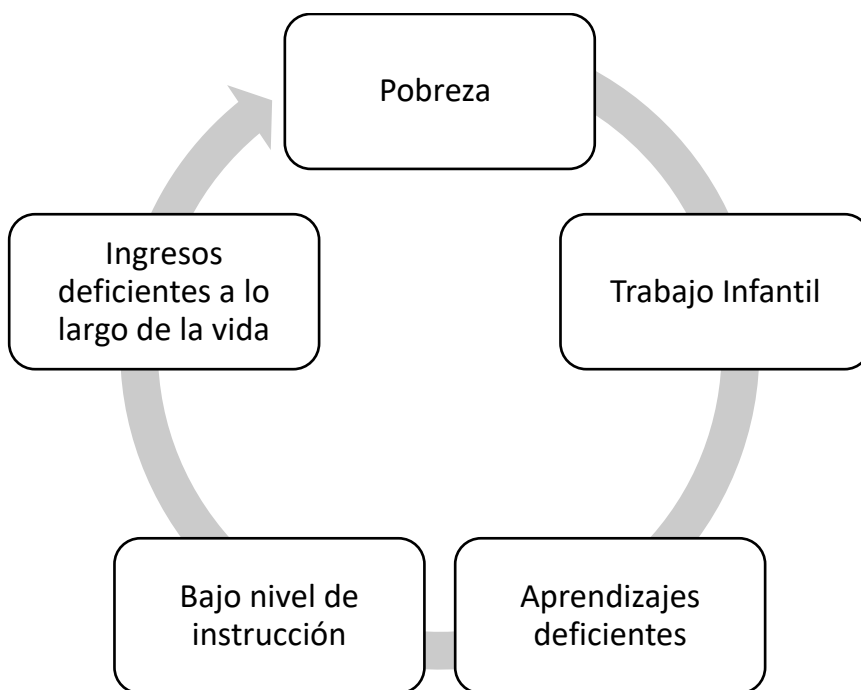 Pobreza
Trabajo Infantil
Aprendizajes
deficientes
Bajo nivel de
instrucción
Ingresos
deficientes a lo
largo de la vida